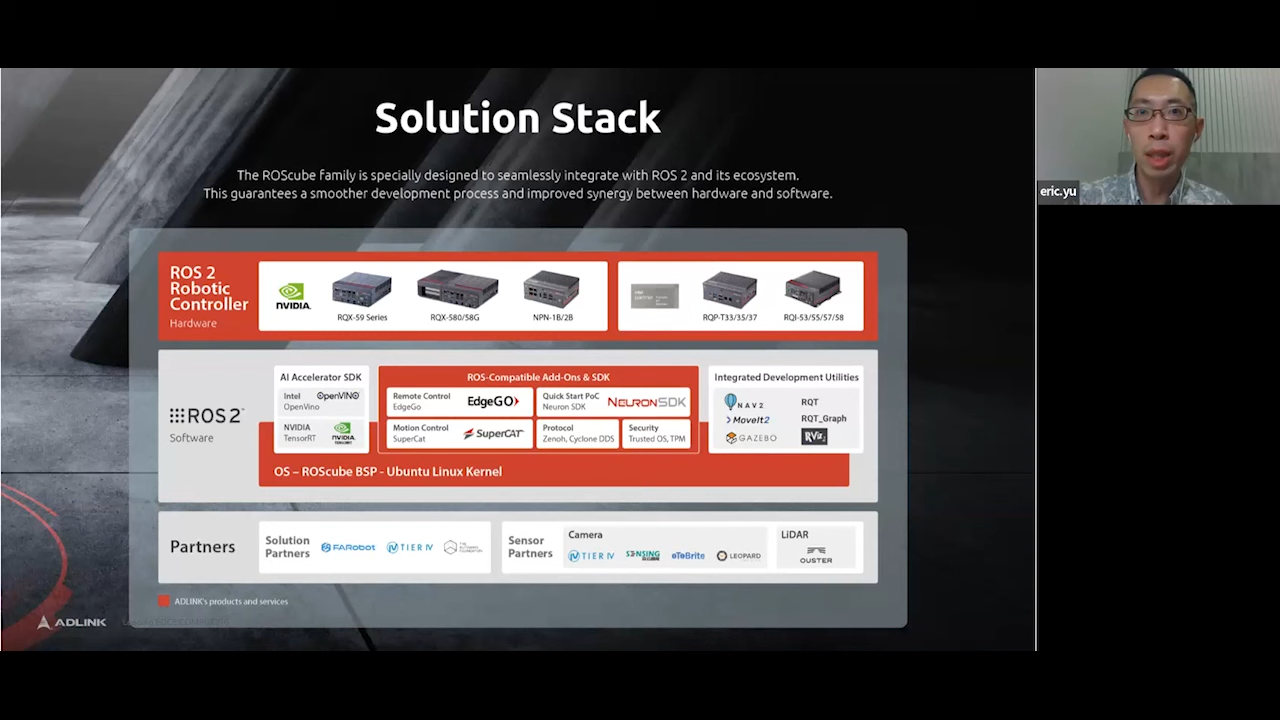 Solution Stack
The ROScube family is specially designed to seamlessly integrate with ROS 2 and its ecosystem.
This guarantees a smoother development process and improved synergy between hardware and software.
eric.yu
ROS 2
Robotic
Controller
Hardware
NVIDIA.
RQX-59 Series
RQX-580/58G
NPN-1B/2B
RQP-T33/35/37
RQI-53/55/57/58
ROS 2
Software
AI Accelerator SDK
Intel
OpenVino
OpenVINO
NVIDIA
TensorRT
NVIDIA.
ROS-Compatible Add-Ons & SDK
Remote Control
EdgeGo
EdgeGO
Quick Start PoC
Neuron SDK
NEURONSDK
Motion Control
SuperCat
SUPERCAT
Protocol
Zenoh, Cyclone DDS
Security
Trusted OS, TPM
Integrated Development Utilities
NAV2
RQT
MoveIt2
RQT_Graph
GAZEBO
RViz
OS – ROScube BSP - Ubuntu Linux Kernel
Partners
Solution
Partners
FARobot
TIER IV
Sensor
Partners
Camera
TIER IV
SENSING
oToBrite
LEOPARD
LiDAR
OUSTER
ADLINK's products and services
ADLINK